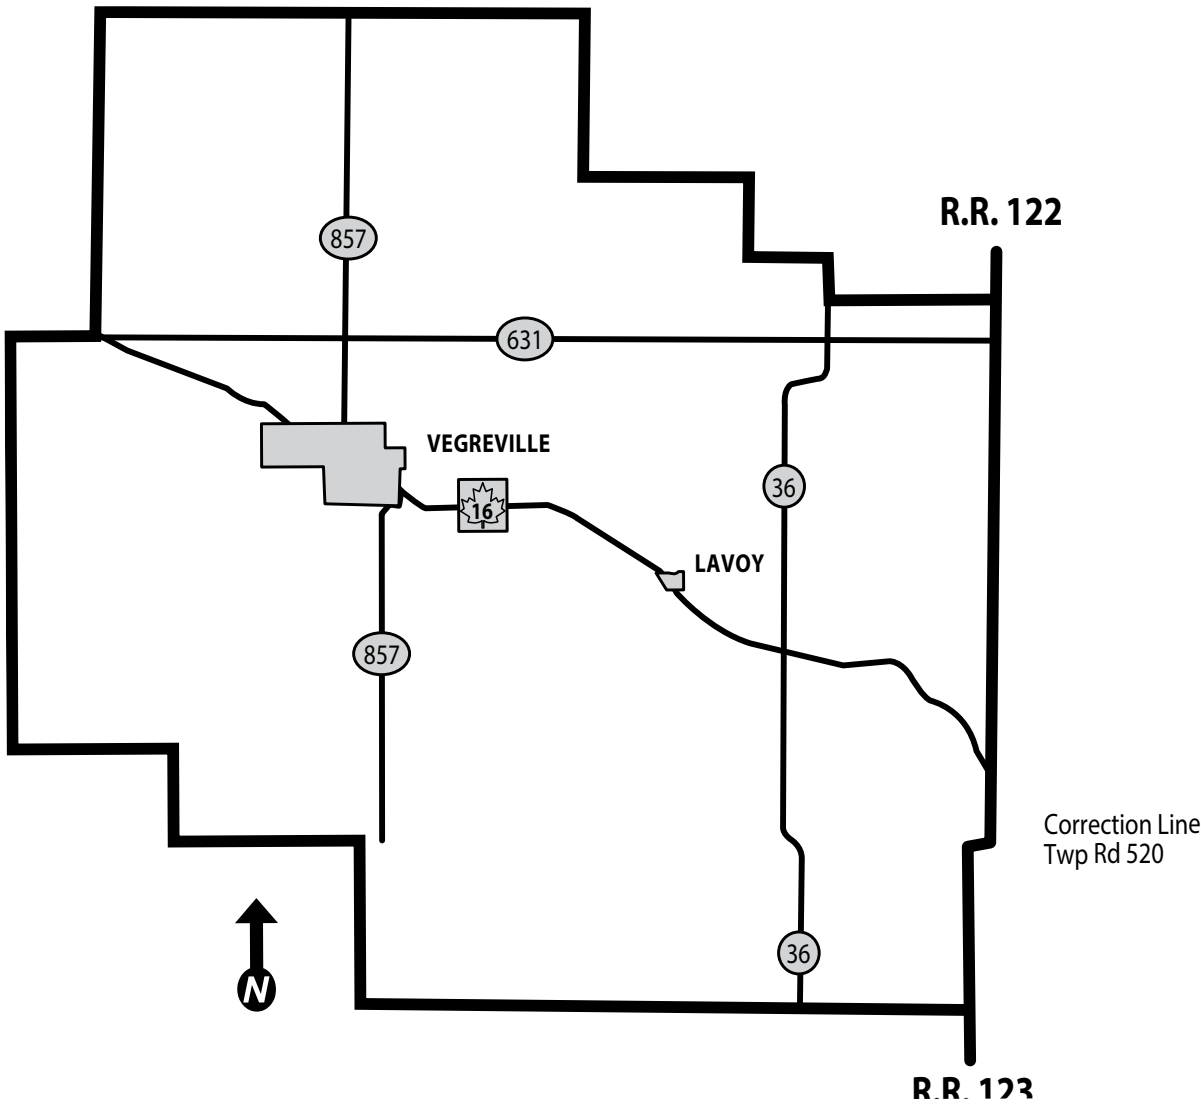 R.R. 122
857
631
VEGREVILLE
36
16
LAVOY
857
Correction Line
Twp Rd 520
36
N
R.R. 123